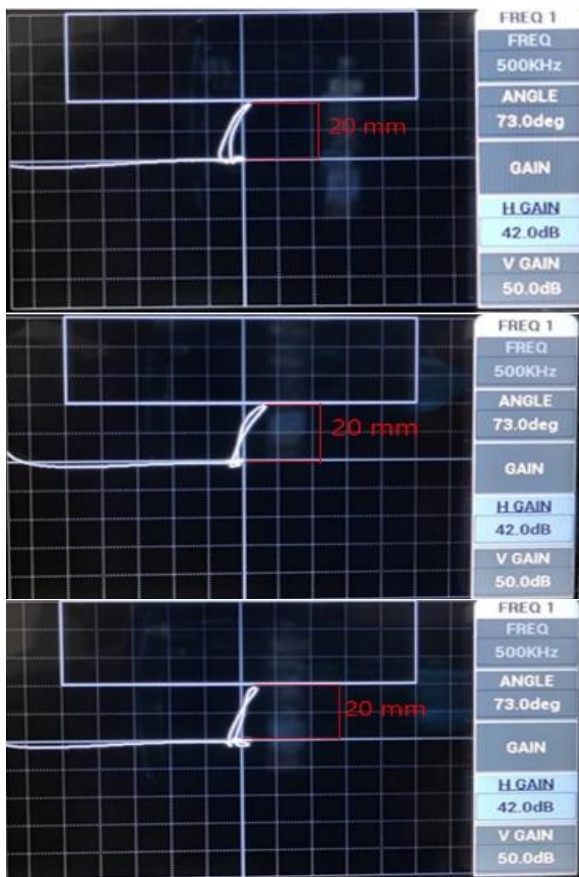 FREQ 1
FREQ
500KHz
ANGLE
73.0deg
GAIN
H GAIN
42.0dB
V GAIN
50.0dB
20 mm
FREQ 1
FREQ
500KHz
ANGLE
73.0deg
GAIN
H GAIN
42.0dB
V GAIN
50.0dB
20 mm
FREQ 1
FREQ
500KHz
ANGLE
73.0deg
GAIN
H GAIN
42.0dB
V GAIN
50.0dB
20 mm